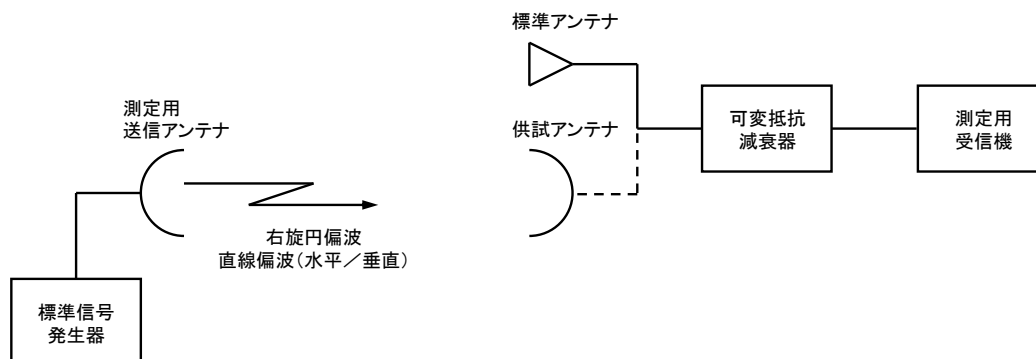 標準アンテナ
測定用
送信アンテナ
供試アンテナ
可変抵抗
減衰器
測定用
受信機
右旋円偏波
直線偏波（水平／垂直）
標準信号
発生器